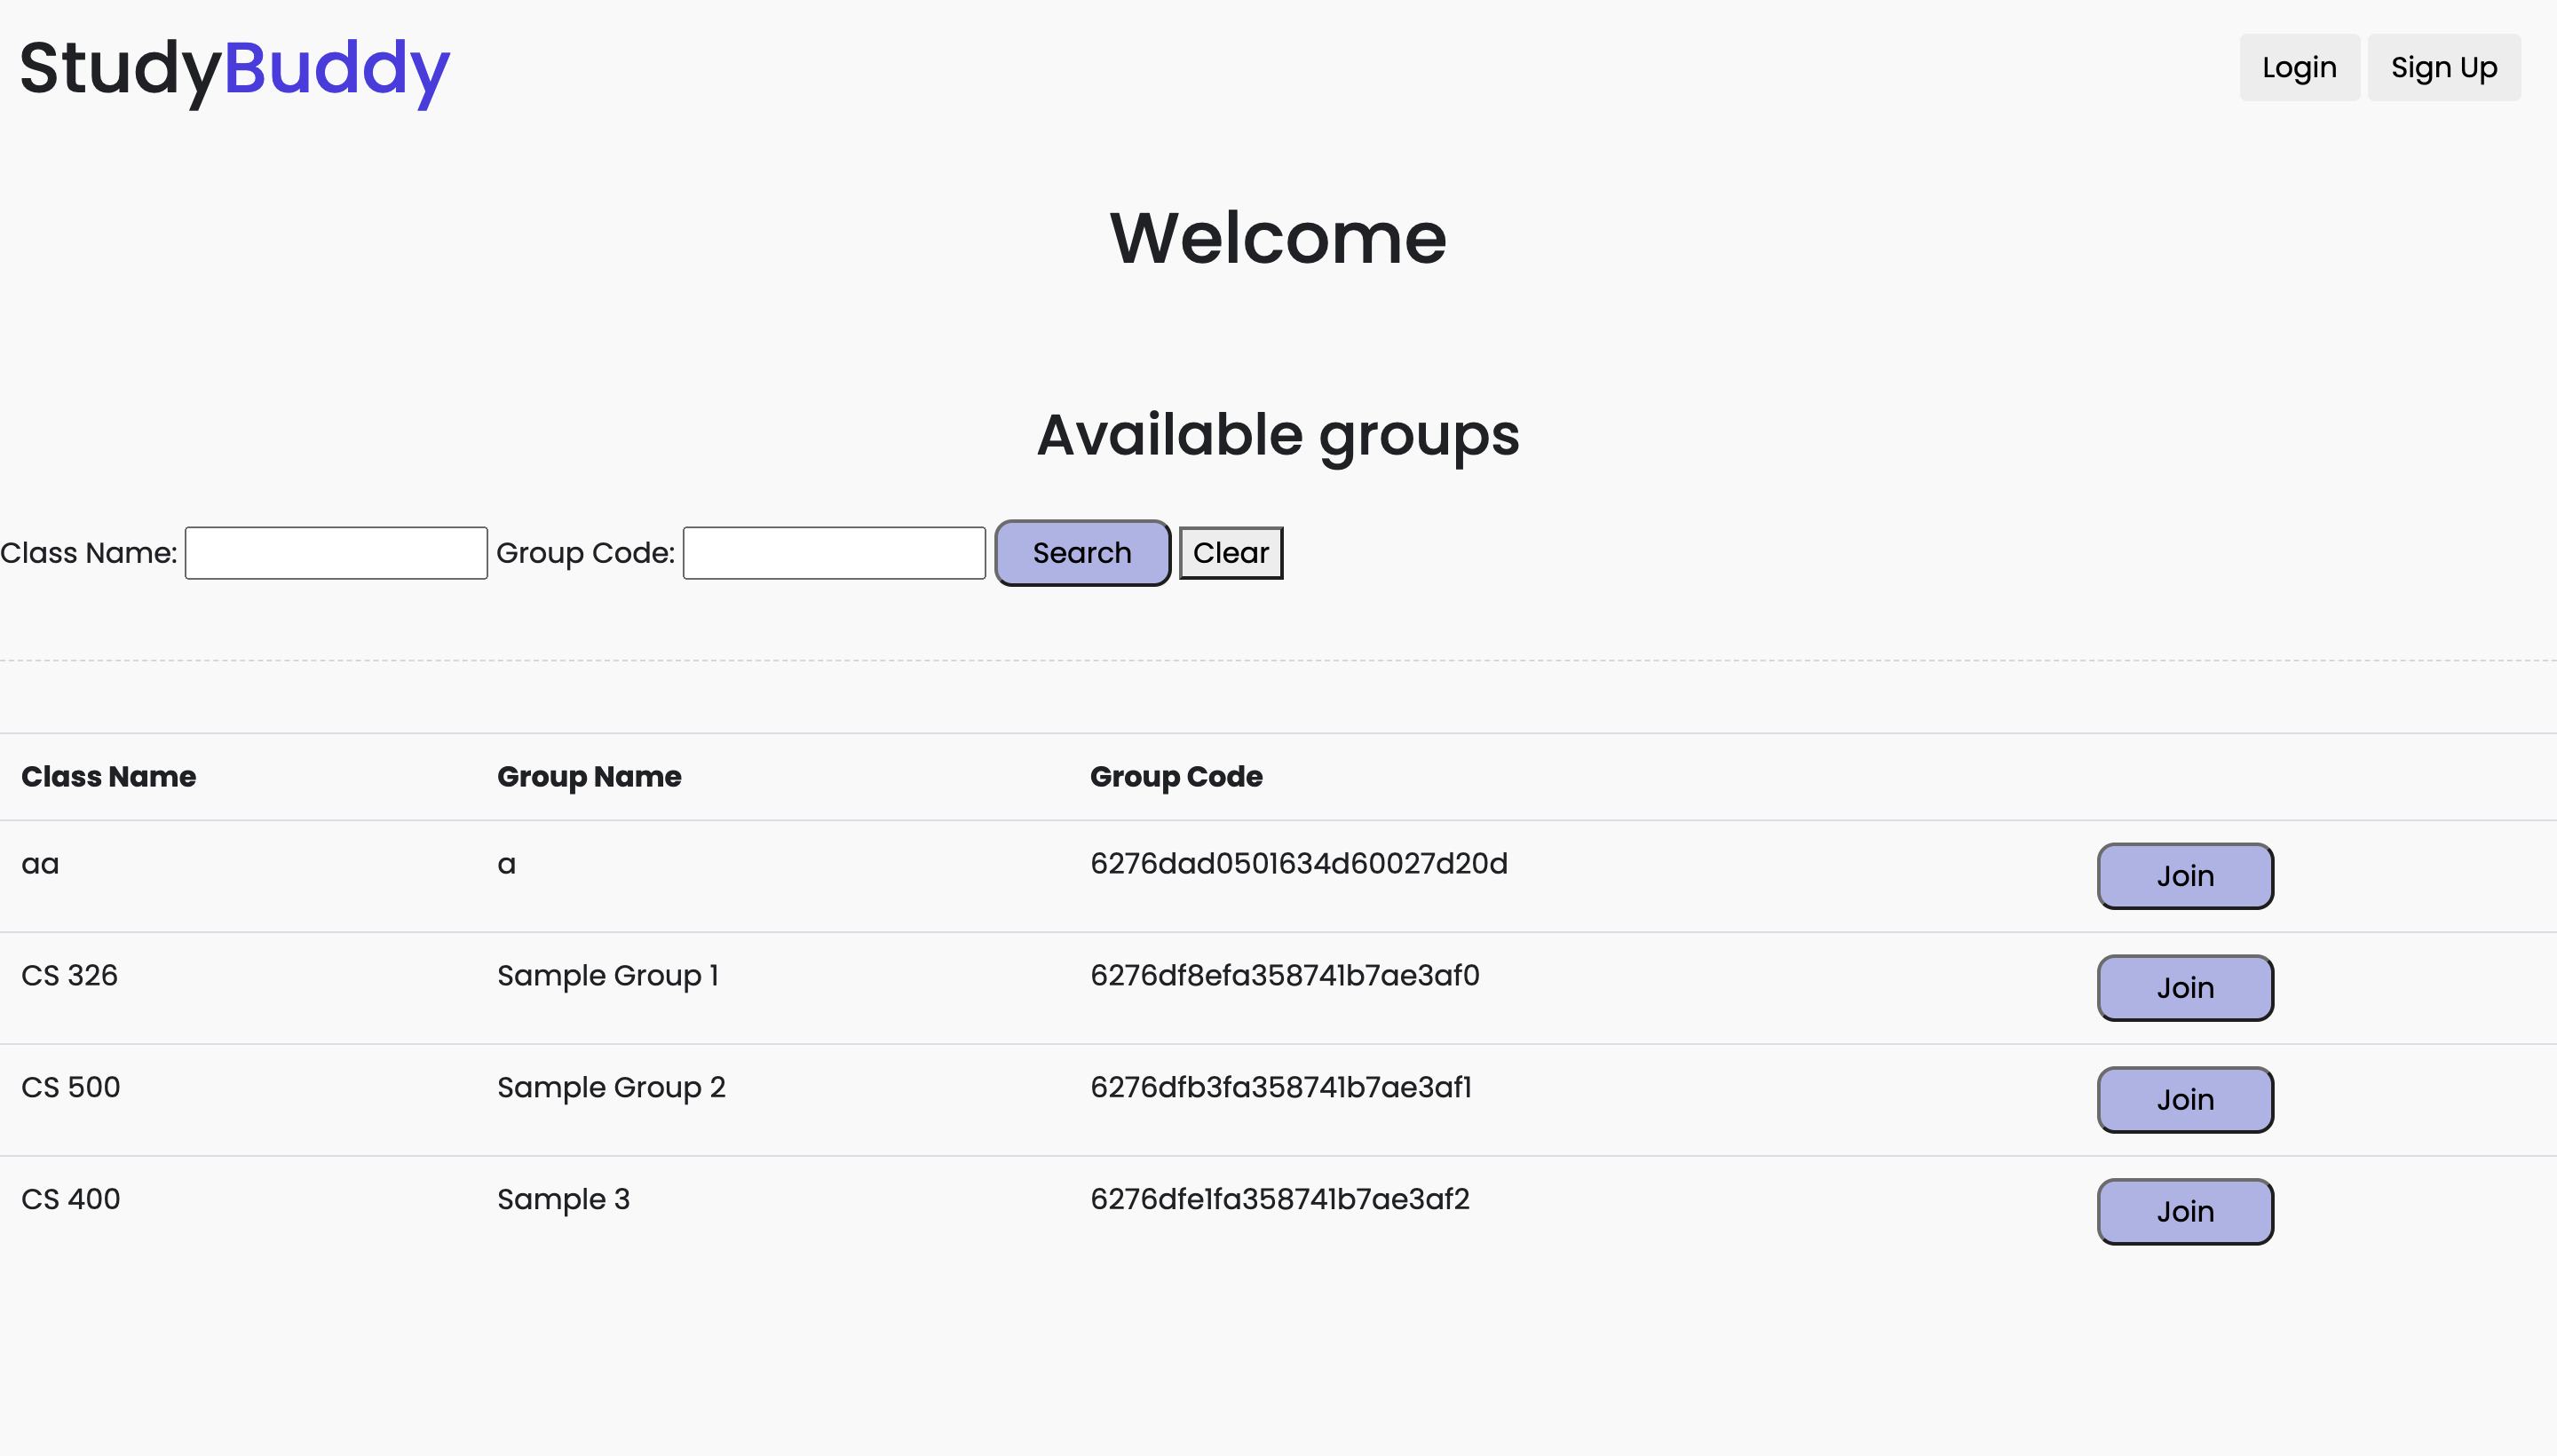 StudyBuddy Login Sign Up
Welcome
Available groups
Class Name: Group Code: Search Clear
Class Name Group Name Group Code
aa a 6276dad0501634d60027d20d Join
CS 326 Sample Group 1 6276df8efa358741b7ae3af0 Join
CS 500 Sample Group 2 6276dfb3fa358741b7ae3af1 Join
CS 400 Sample 3 6276dfe1fa358741b7ae3af2 Join